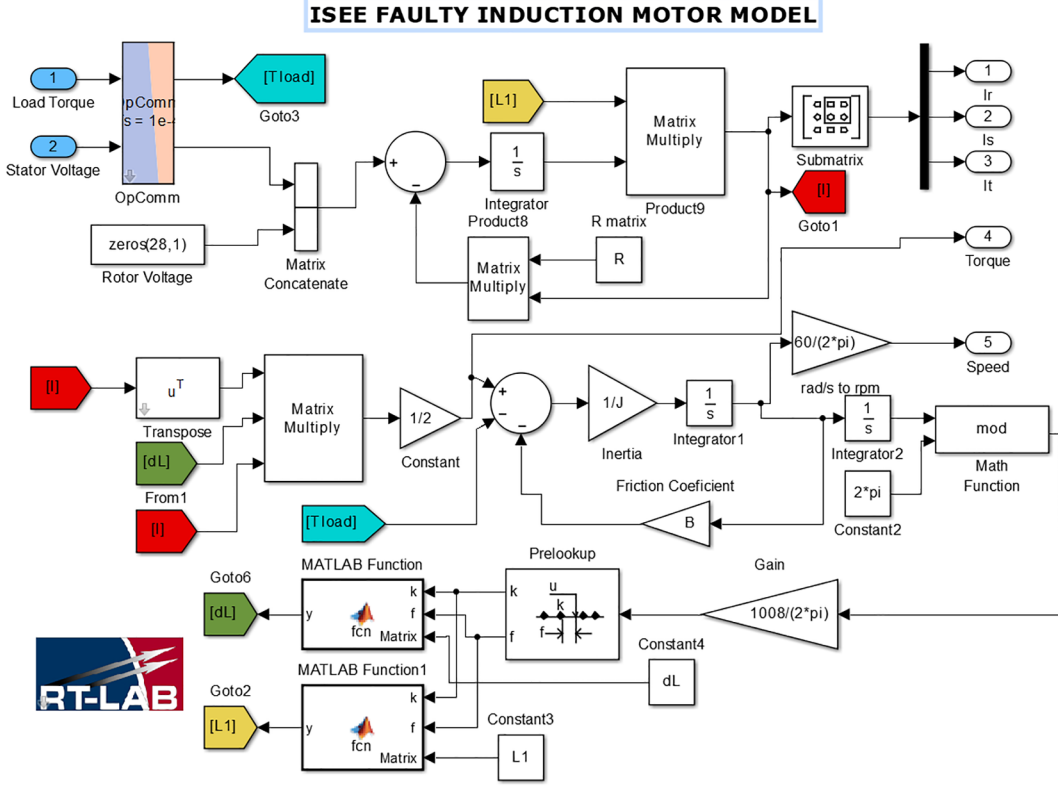 ISEE FAULTY INDUCTION MOTOR MODEL
1
Load Torque
2
Stator Voltage
OpComm
[Tload]
Goto3
zeros(28,1)
Rotor Voltage
Matrix
Concatenate
+
−
1
s
Integrator
[L1]
Matrix
Multiply
Product9
Product8
Matrix
Multiply
R matrix
R
Submatrix
[I]
Goto1
1
Ir
2
Is
3
It
4
Torque
5
Speed
[I]
u^T
Transpose
[dL]
From1
[I]
Matrix
Multiply
1/2
Constant
[Tload]
+
−
−
1/J
Inertia
1
s
Integrator1
60/(2*pi)
rad/s to rpm
1
s
Integrator2
Friction Coeficient
B
2*pi
Constant2
mod
Math
Function
Gain
1008/(2*pi)
Prelookup
u
k
f
k
f
MATLAB Function
k
f
Matrix
fcn
y
Goto6
[dL]
Constant4
dL
MATLAB Function1
k
f
Matrix
fcn
y
Goto2
[L1]
Constant3
L1
RT-LAB